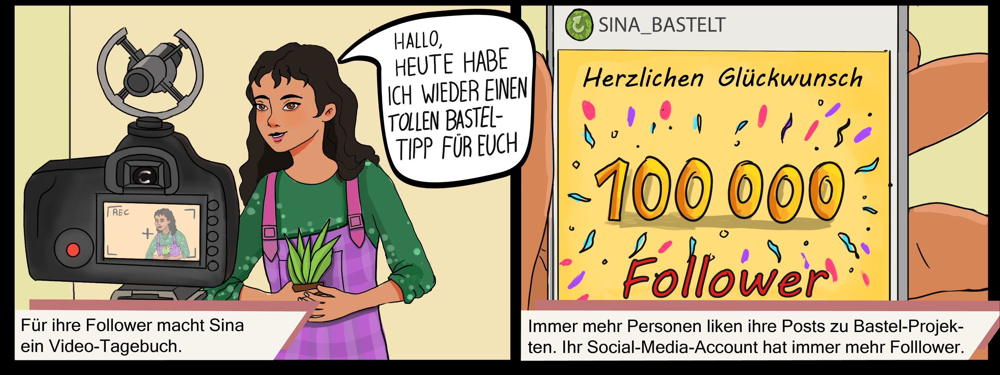 HALLO,
HEUTE HABE
ICH WIEDER EINEN
TOLLEN BASTEL-
TIPP FÜR EUCH
REC
Für ihre Follower macht Sina
ein Video-Tagebuch.
SINA_BASTELT
Herzlichen Glückwunsch
100 000
Follower
Immer mehr Personen liken ihre Posts zu Bastel-Projek-
ten. Ihr Social-Media-Account hat immer mehr Folllower.